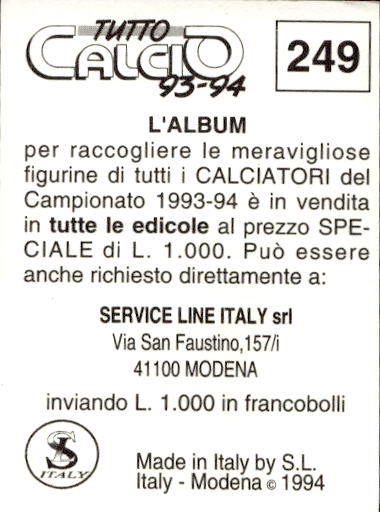 TUTTO
CALCIO
93-94
249
L'ALBUM
per raccogliere le meravigliose
figurine di tutti i CALCIATORI del
Campionato 1993-94 è in vendita
in tutte le edicole al prezzo SPE-
CIALE di L. 1.000. Può essere
anche richiesto direttamente a:
SERVICE LINE ITALY srl
Via San Faustino,157/i
41100 MODENA
inviando L. 1.000 in francobolli
SL
ITALY
Made in Italy by S.L.
Italy - Modena © 1994